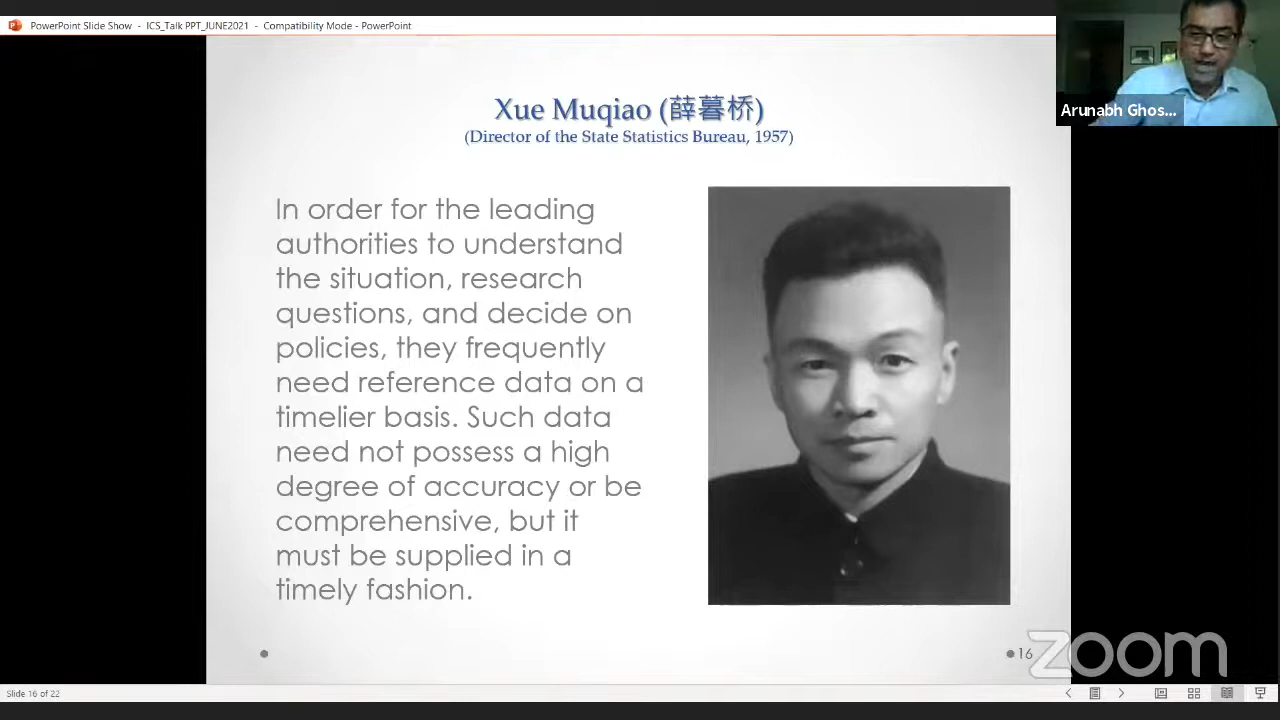 PowerPoint Slide Show - ICS_Talk PPT_JUNE2021 - Compatibility Mode - PowerPoint
Arunabh Ghos...
Xue Muqiao (薛暮桥)
(Director of the State Statistics Bureau, 1957)
In order for the leading
authorities to understand
the situation, research
questions, and decide on
policies, they frequently
need reference data on a
timelier basis. Such data
need not possess a high
degree of accuracy or be
comprehensive, but it
must be supplied in a
timely fashion.
16
zoom
Slide 16 of 22